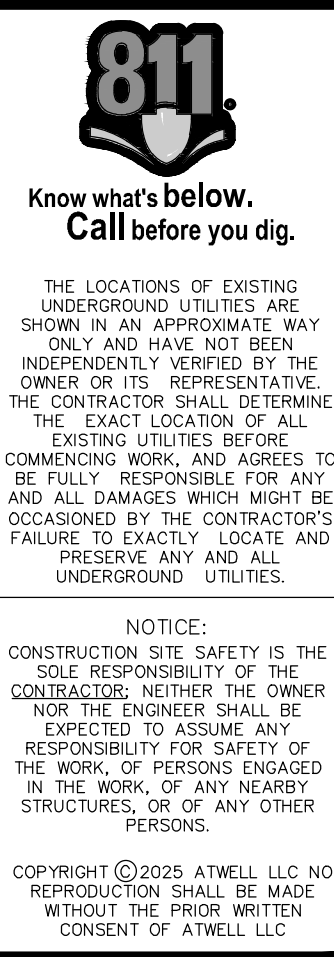 811.®
Know what's below.
Call before you dig.
THE LOCATIONS OF EXISTING
UNDERGROUND UTILITIES ARE
SHOWN IN AN APPROXIMATE WAY
ONLY AND HAVE NOT BEEN
INDEPENDENTLY VERIFIED BY THE
OWNER OR ITS REPRESENTATIVE.
THE CONTRACTOR SHALL DETERMINE
THE EXACT LOCATION OF ALL
EXISTING UTILITIES BEFORE
COMMENCING WORK, AND AGREES TO
BE FULLY RESPONSIBLE FOR ANY
AND ALL DAMAGES WHICH MIGHT BE
OCCASIONED BY THE CONTRACTOR'S
FAILURE TO EXACTLY LOCATE AND
PRESERVE ANY AND ALL
UNDERGROUND UTILITIES.
NOTICE:
CONSTRUCTION SITE SAFETY IS THE
SOLE RESPONSIBILITY OF THE
CONTRACTOR; NEITHER THE OWNER
NOR THE ENGINEER SHALL BE
EXPECTED TO ASSUME ANY
RESPONSIBILITY FOR SAFETY OF
THE WORK, OF PERSONS ENGAGED
IN THE WORK, OF ANY NEARBY
STRUCTURES, OR OF ANY OTHER
PERSONS.
COPYRIGHT © 2025 ATWELL LLC NO
REPRODUCTION SHALL BE MADE
WITHOUT THE PRIOR WRITTEN
CONSENT OF ATWELL LLC